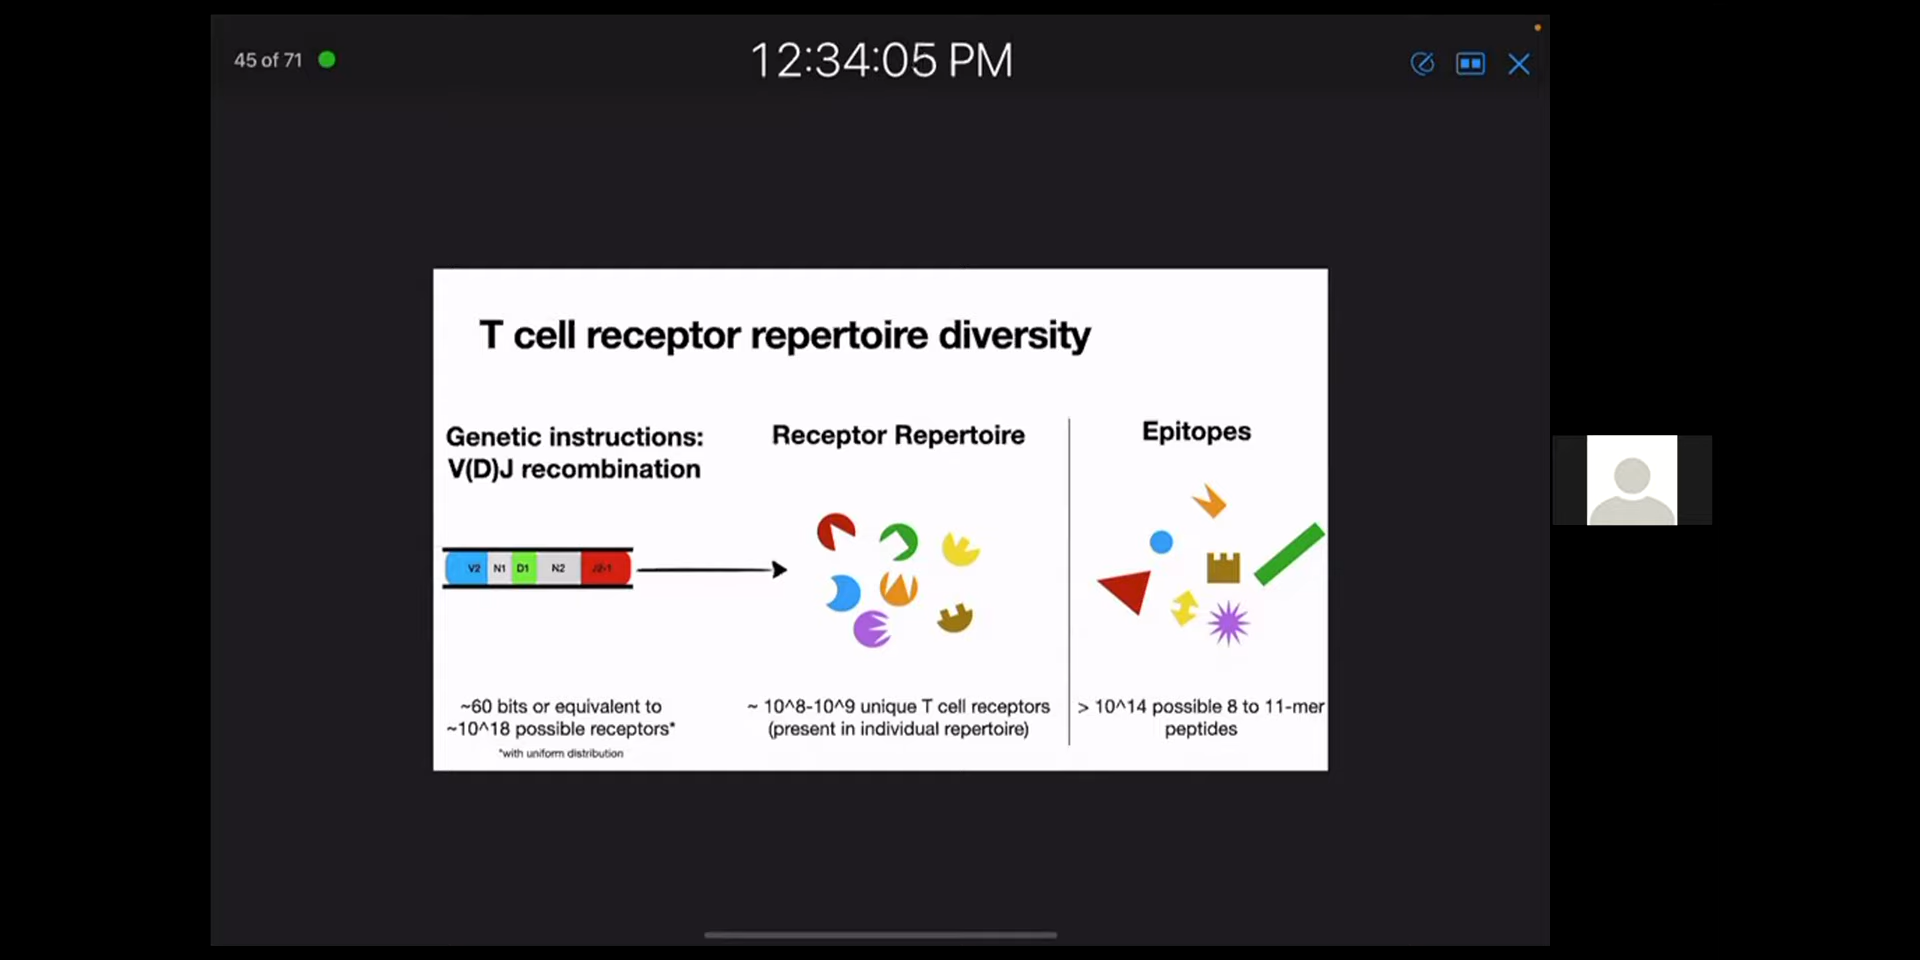 45 of 71
12:34:05 PM
T cell receptor repertoire diversity
Genetic instructions:
V(D)J recombination
V2 N1 D1 N2 J2-1
~60 bits or equivalent to
~10^18 possible receptors*
*with uniform distribution
Receptor Repertoire
~ 10^8-10^9 unique T cell receptors
(present in individual repertoire)
Epitopes
> 10^14 possible 8 to 11-mer
peptides